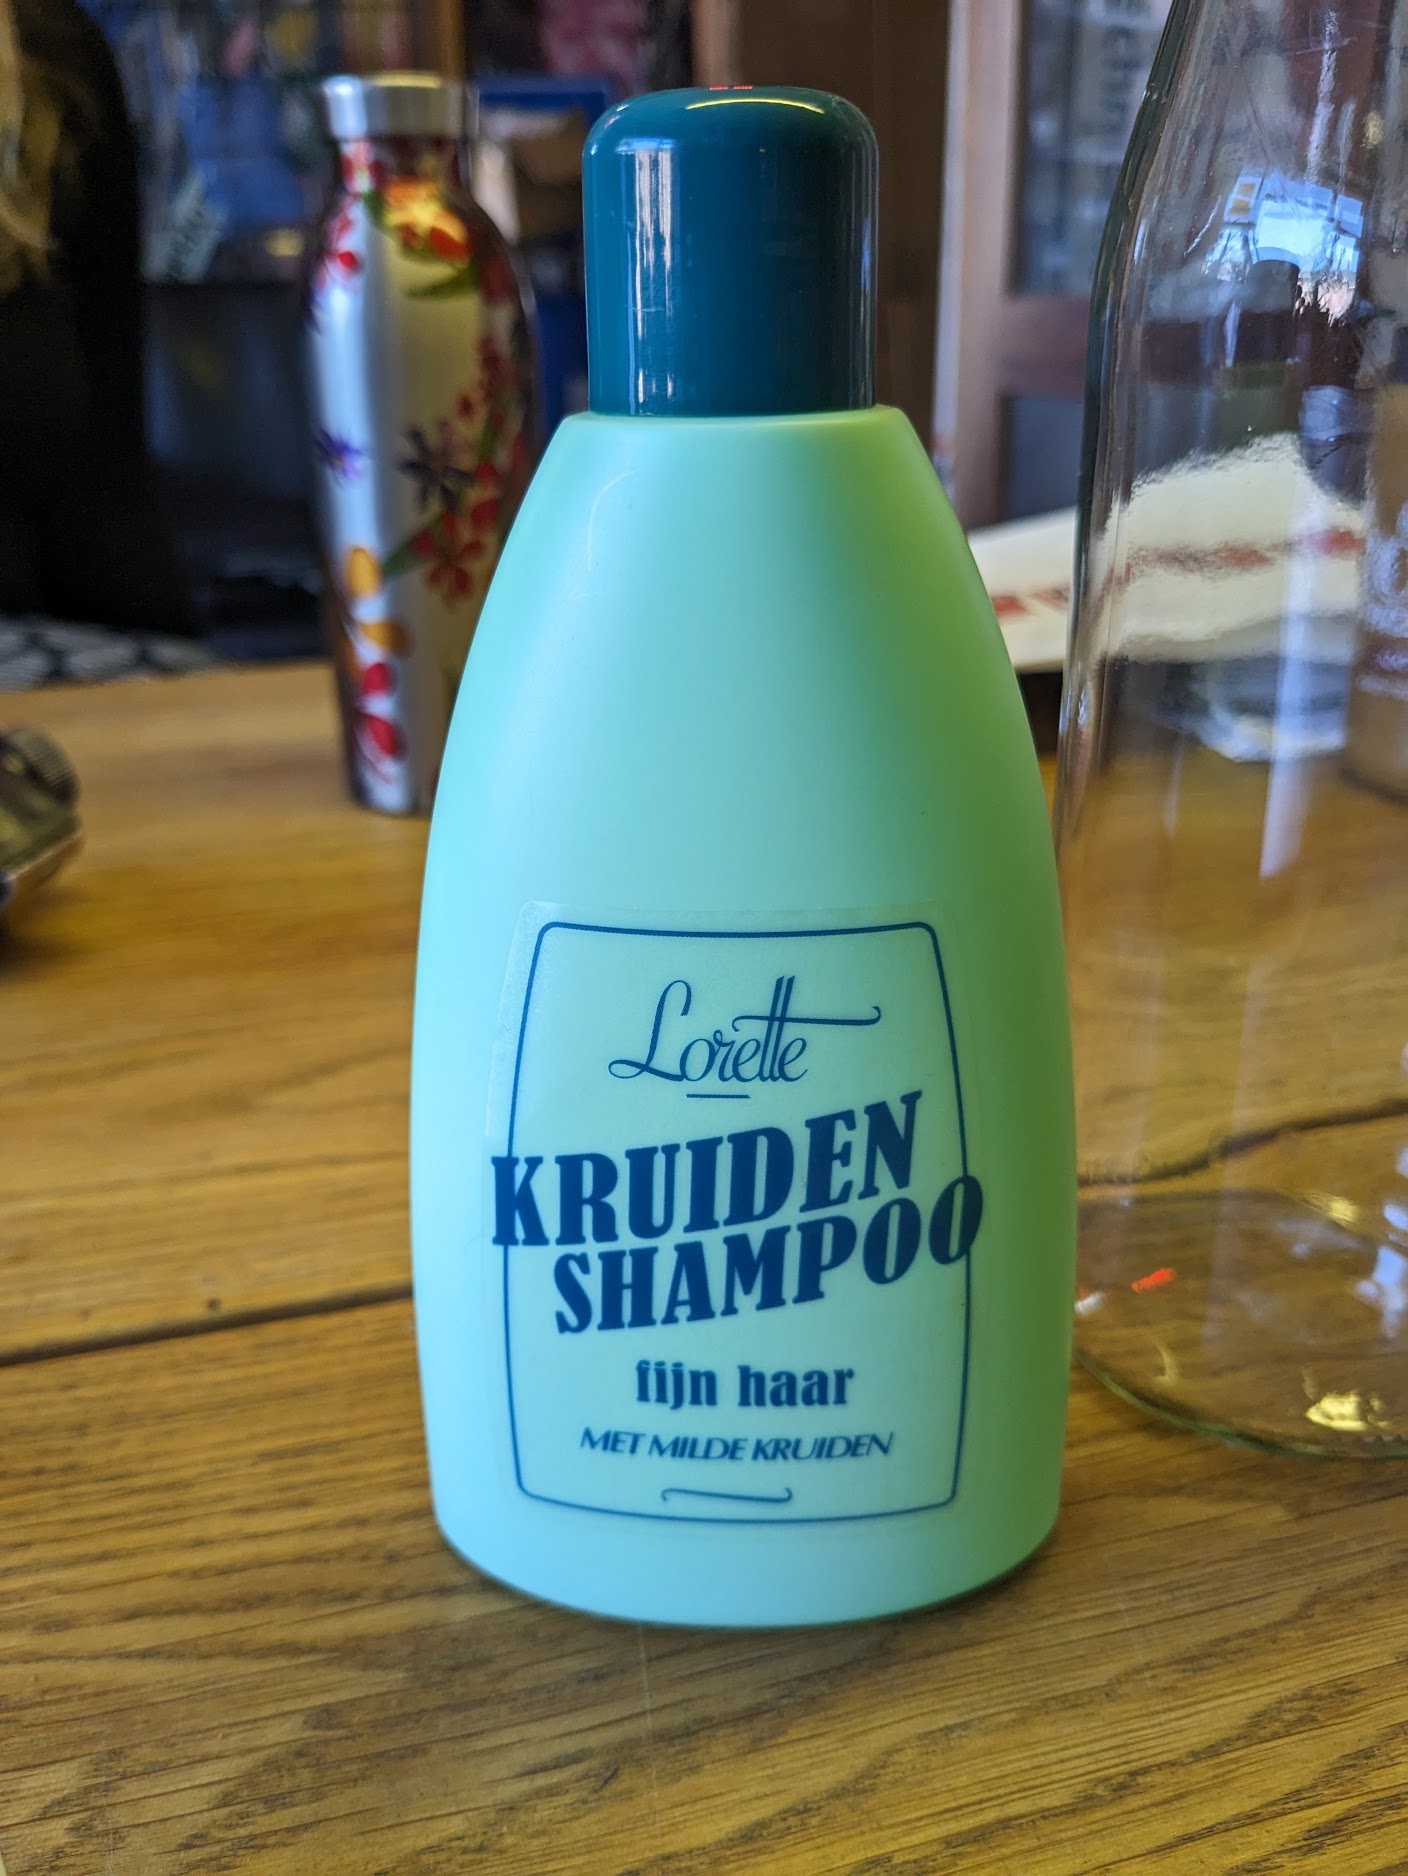 Lorette
KRUIDEN
SHAMPOO
fijn haar
MET MILDE KRUIDEN